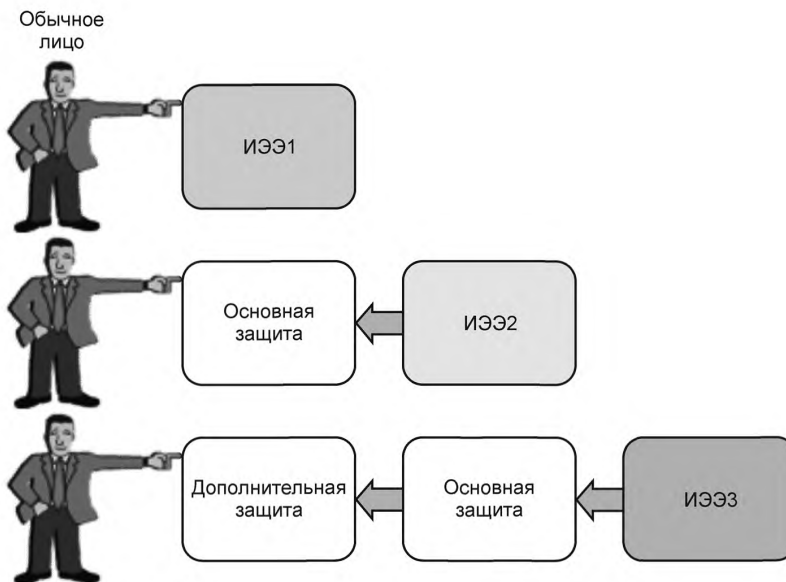 Обычное
лицо
ИЭЭ1
Основная
защита
ИЭЭ2
Дополнительная
защита
Основная
защита
ИЭЭ3